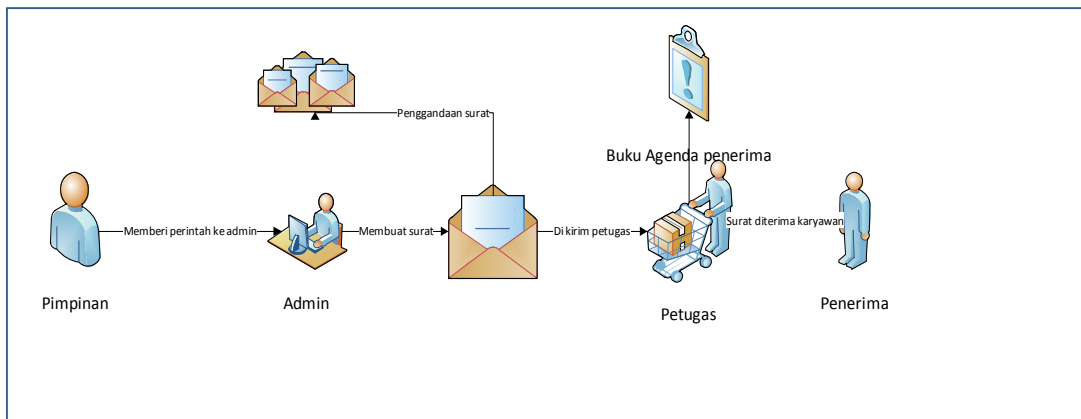 Penggandaan surat
Buku Agenda penerima
Memberi perintah ke admin
Membuat surat
Di kirim petugas
Surat diterima karyawan
Pimpinan
Admin
Petugas
Penerima